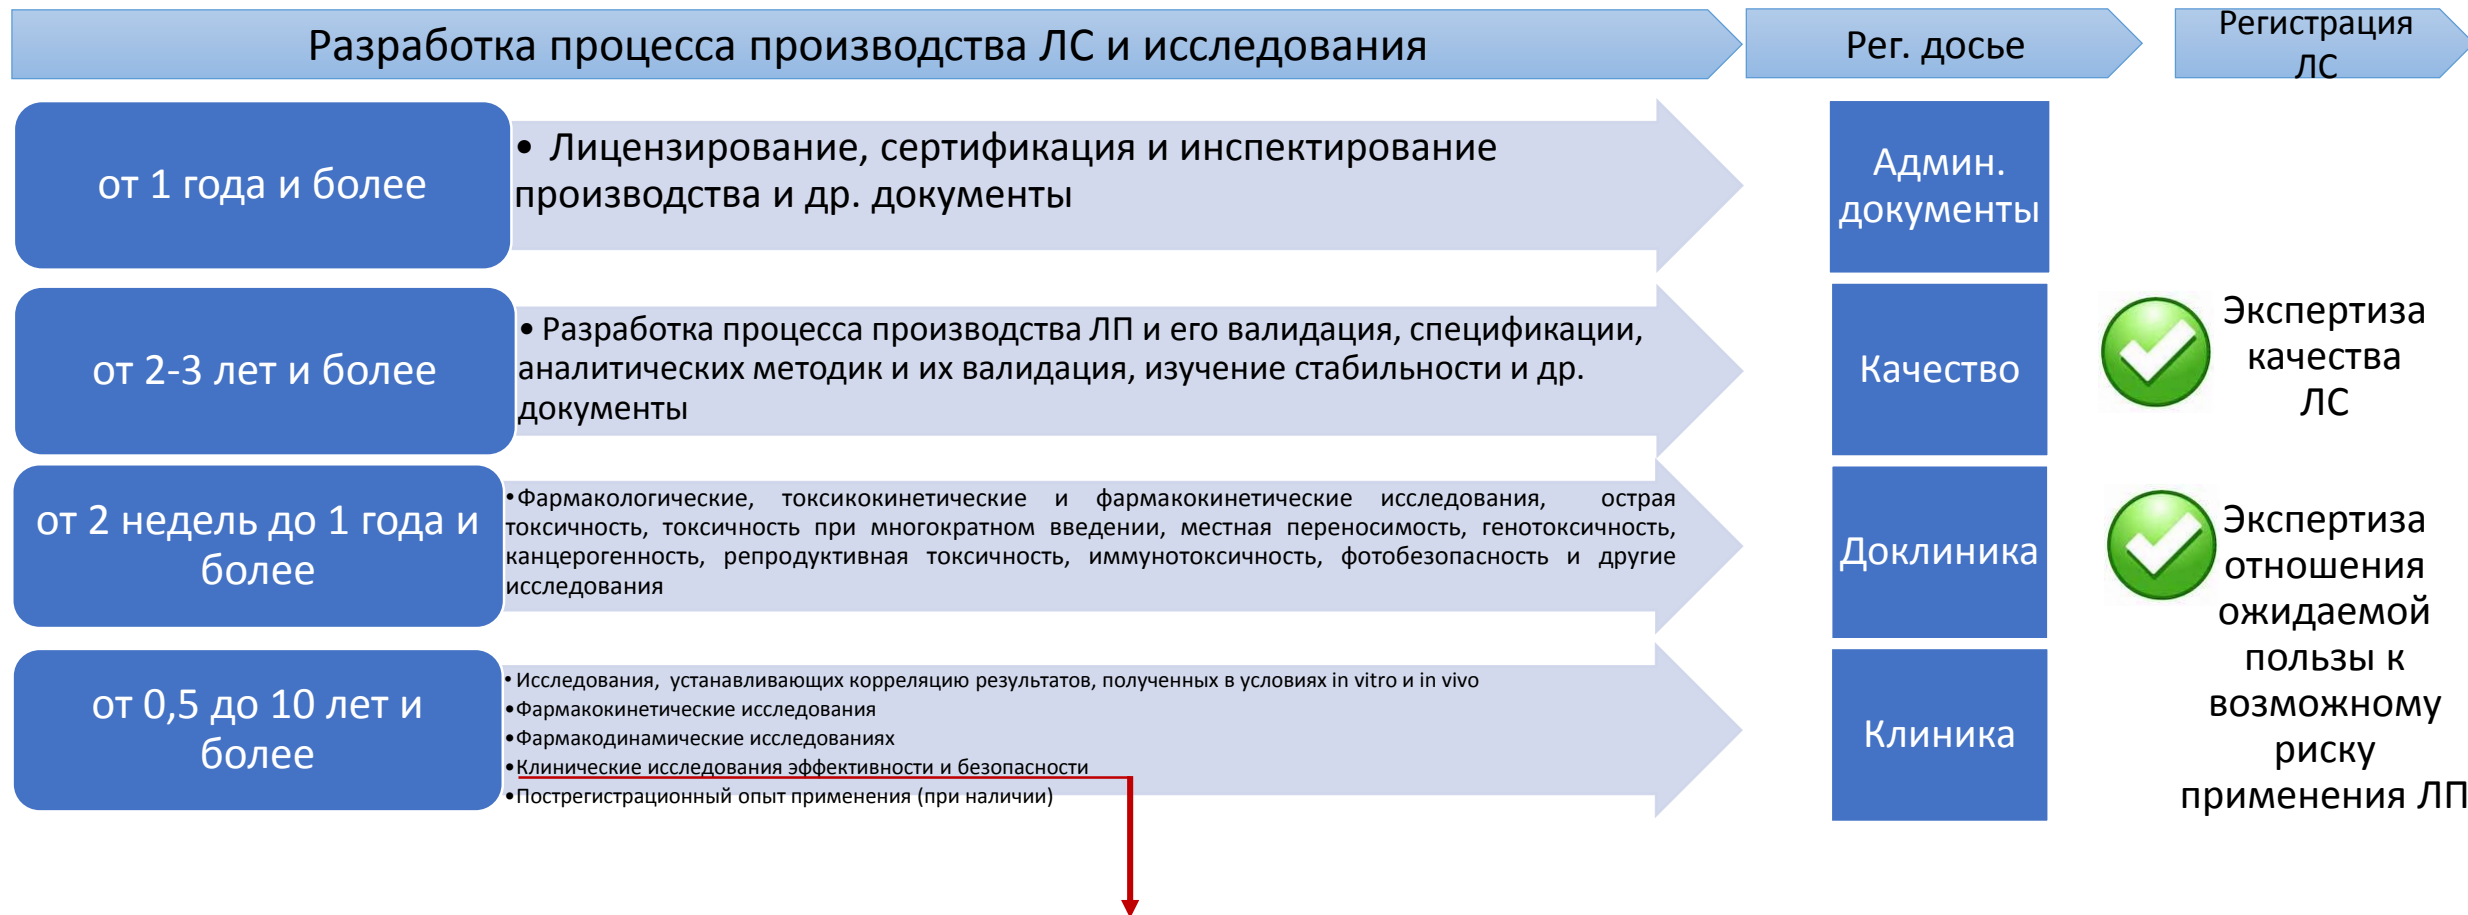 Разработка процесса производства ЛС и исследования
Рег. досье
Регистрация
ЛС
от 1 года и более
• Лицензирование, сертификация и инспектирование
производства и др. документы
Админ.
документы
от 2-3 лет и более
• Разработка процесса производства ЛП и его валидация, спецификации,
аналитических методик и их валидация, изучение стабильности и др.
документы
Качество
Экспертиза
качества
ЛС
от 2 недель до 1 года и
более
•Фармакологические, токсикокинетические и фармакокинетические исследования, острая
токсичность, токсичность при многократном введении, местная переносимость, генотоксичность,
канцерогенность, репродуктивная токсичность, иммунотоксичность, фотобезопасность и другие
исследования
Доклиника
Экспертиза
отношения
ожидаемой
пользы к
возможному
риску
применения ЛП
от 0,5 до 10 лет и
более
•Исследования, устанавливающих корреляцию результатов, полученных в условиях in vitro и in vivo
•Фармакокинетические исследования
•Фармакодинамические исследованиях
•Клинические исследования эффективности и безопасности
•Пострегистрационный опыт применения (при наличии)
Клиника